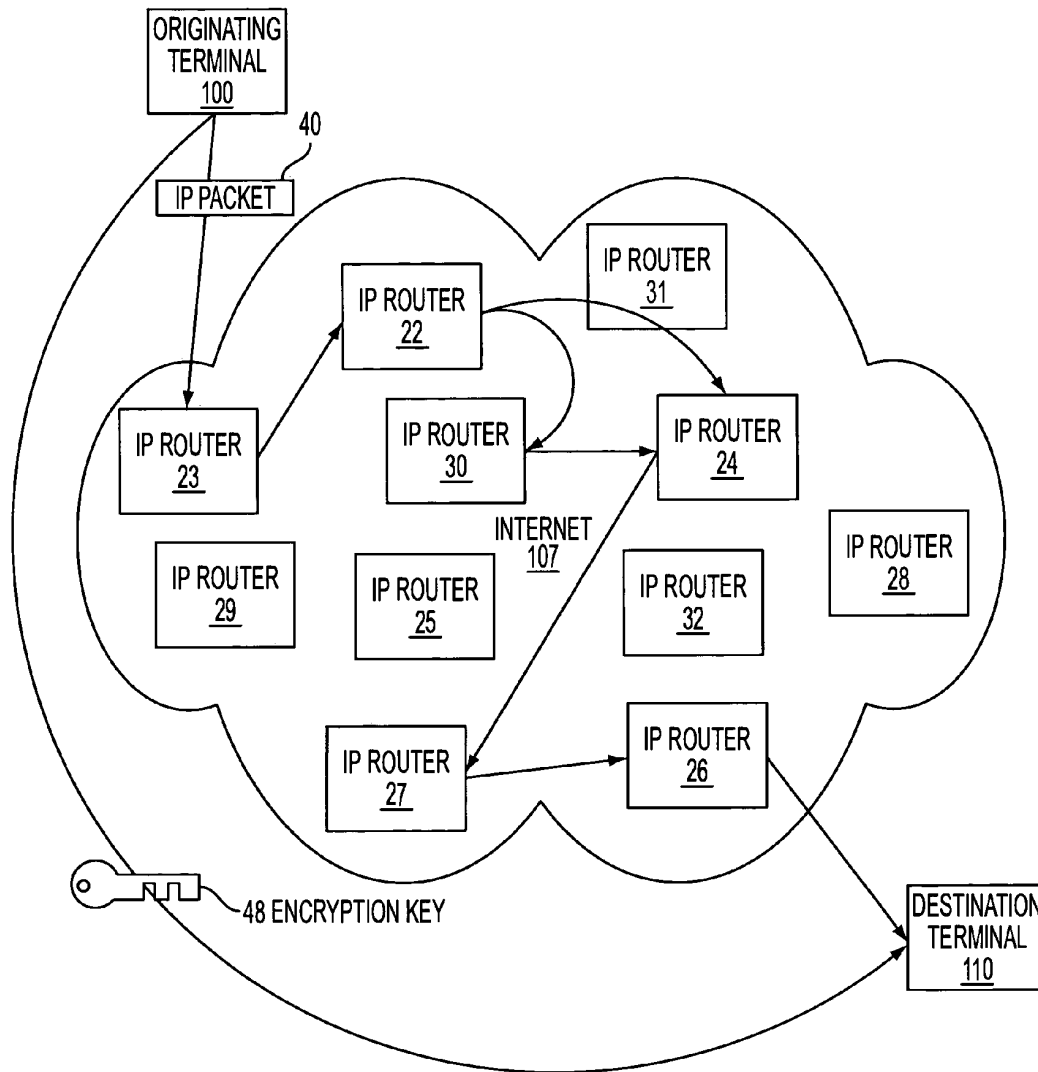 ORIGINATING
TERMINAL
100
40
IP PACKET
IP ROUTER
31
IP ROUTER
22
IP ROUTER
23
IP ROUTER
30
IP ROUTER
24
INTERNET
107
IP ROUTER
29
IP ROUTER
25
IP ROUTER
32
IP ROUTER
28
IP ROUTER
27
IP ROUTER
26
48 ENCRYPTION KEY
DESTINATION
TERMINAL
110